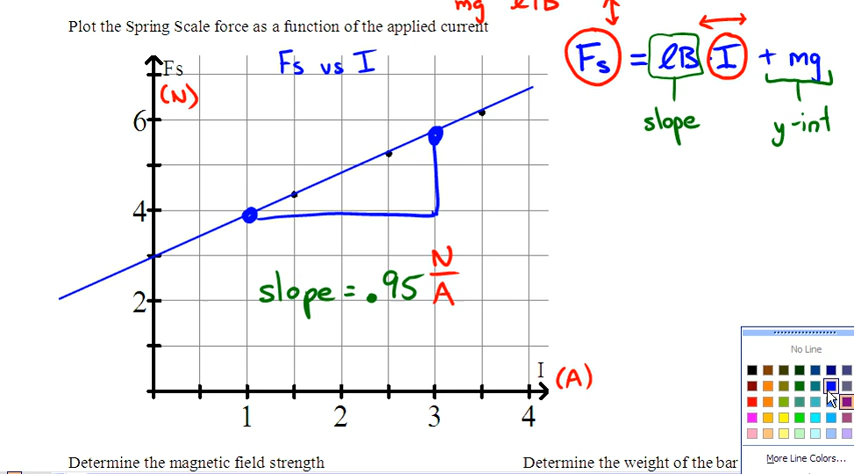 mg ℓIB
Plot the Spring Scale force as a function of the applied current
Fs
(N)
Fs vs I
Fs = ℓB · I + mg
slope
y-int
6
4
2
slope = .95 N/A
I (A)
1 2 3 4
No Line
More Line Colors...
Determine the magnetic field strength
Determine the weight of the bar